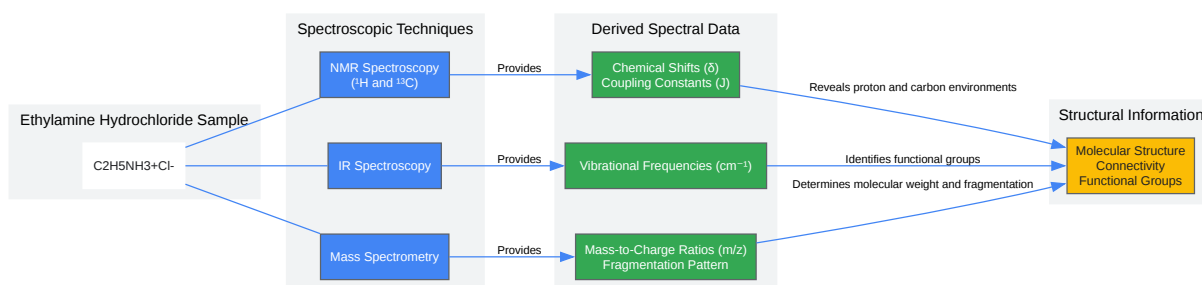 Spectroscopic Techniques
Derived Spectral Data
NMR Spectroscopy
(¹H and ¹³C)
Provides
Chemical Shifts (δ)
Coupling Constants (J)
Reveals proton and carbon environments
Ethylamine Hydrochloride Sample
Structural Information
C2H5NH3+Cl-
IR Spectroscopy
Provides
Vibrational Frequencies (cm⁻¹)
Identifies functional groups
Molecular Structure
Connectivity
Functional Groups
Determines molecular weight and fragmentation
Mass Spectrometry
Provides
Mass-to-Charge Ratios (m/z)
Fragmentation Pattern